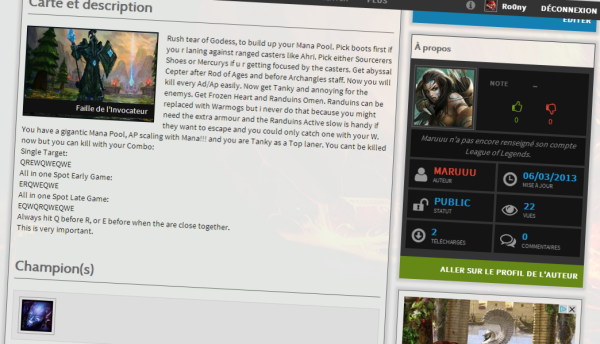 PLUS
Ro0ny
DÉCONNEXION
Carte et description
ÉDITER
Rush tear of Godess, to build up your Mana Pool. Pick boots first if
you r laning against ranged casters like Ahri. Pick either Sourcerers
Shoes or Mercurys if u r getting focused by the casters. Get abyssal
Cepter after Rod of Ages and before Archangles staff. Now you will
kill every Ad/Ap easily. Now get Tanky and annoying for the
enemys. Get Frozen Heart and Randuins Omen. Randuins can be
replaced with Warmogs but i never do that because you might
need the extra armour and the Randuins Active slow is handy if
they want to escape and you could only catch one with your W.
Faille de l'Invocateur
You have a gigantic Mana Pool, AP scaling with Mana!!! and you are Tanky as a Top laner. You cant be killed
now but you can kill with your Combo:
Single Target:
QREWQWEQWE
All in one Spot Early Game:
ERQWEQWE
All in one Spot Late Game:
EQWQRQWEQWE
Always hit Q before R, or E before when the are close together.
This is very important.
Champion(s)
À propos
NOTE
–
0
0
Maruuu n'a pas encore renseigné son compte
League of Legends.
MARUUU
AUTEUR
06/03/2013
MISE À JOUR
PUBLIC
STATUT
22
VUES
2
TÉLÉCHARGÉS
0
COMMENTAIRES
ALLER SUR LE PROFIL DE L'AUTEUR